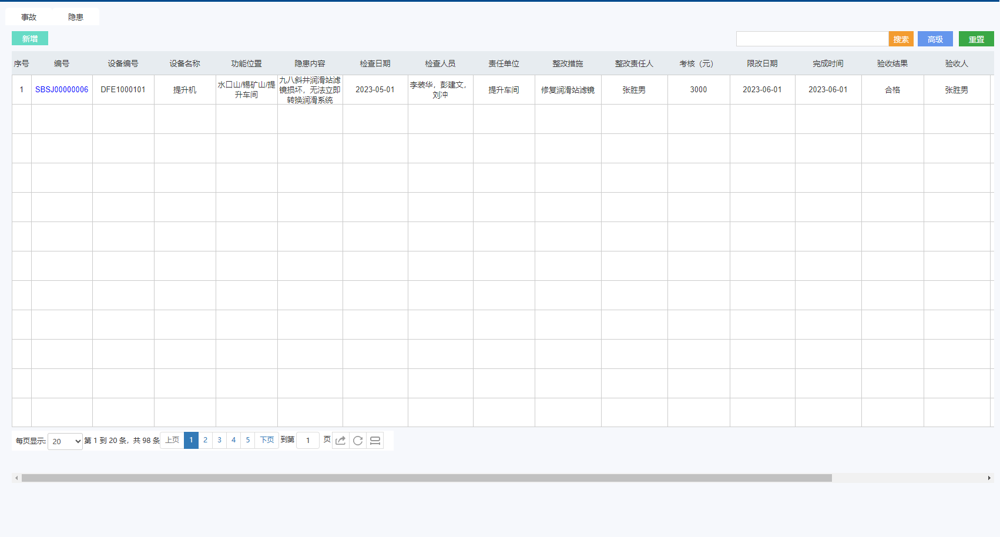 事故 隐患
新增 搜索 高级 重置
序号 编号 设备编号 设备名称 功能位置 隐患内容 检查日期 检查人员 责任单位 整改措施 整改责任人 考核（元） 限改日期 完成时间 验收结果 验收人
1 SBSJ00000006 DFE1000101 提升机 水口山/锡矿山/提升车间 九八斜井润滑站滤镜损坏，无法立即转换润滑系统 2023-05-01 李装华，彭建文，刘冲 提升车间 修复润滑站滤镜 张胜男 3000 2023-06-01 2023-06-01 合格 张胜男
每页显示: 20 第 1 到 20 条，共 98 条 上页 1 2 3 4 5 下页 到第 1 页